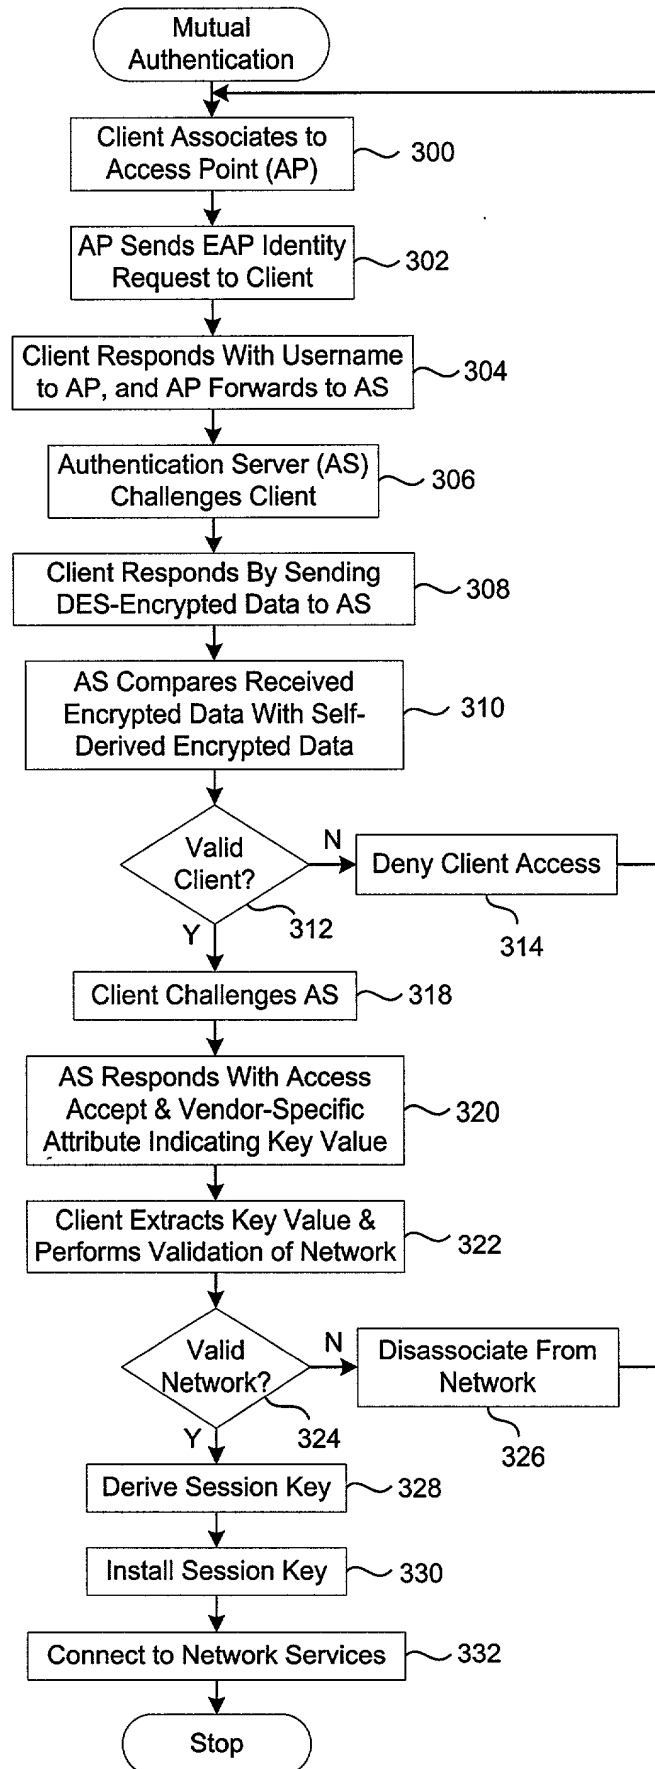 Mutual
Authentication
Client Associates to
Access Point (AP)
300
AP Sends EAP Identity
Request to Client
302
Client Responds With Username
to AP, and AP Forwards to AS
304
Authentication Server (AS)
Challenges Client
306
Client Responds By Sending
DES-Encrypted Data to AS
308
AS Compares Received
Encrypted Data With Self-
Derived Encrypted Data
310
Valid
Client?
312
N
Deny Client Access
314
Y
Client Challenges AS
318
AS Responds With Access
Accept & Vendor-Specific
Attribute Indicating Key Value
320
Client Extracts Key Value &
Performs Validation of Network
322
Valid
Network?
324
N
Disassociate From
Network
326
Y
Derive Session Key
328
Install Session Key
330
Connect to Network Services
332
Stop